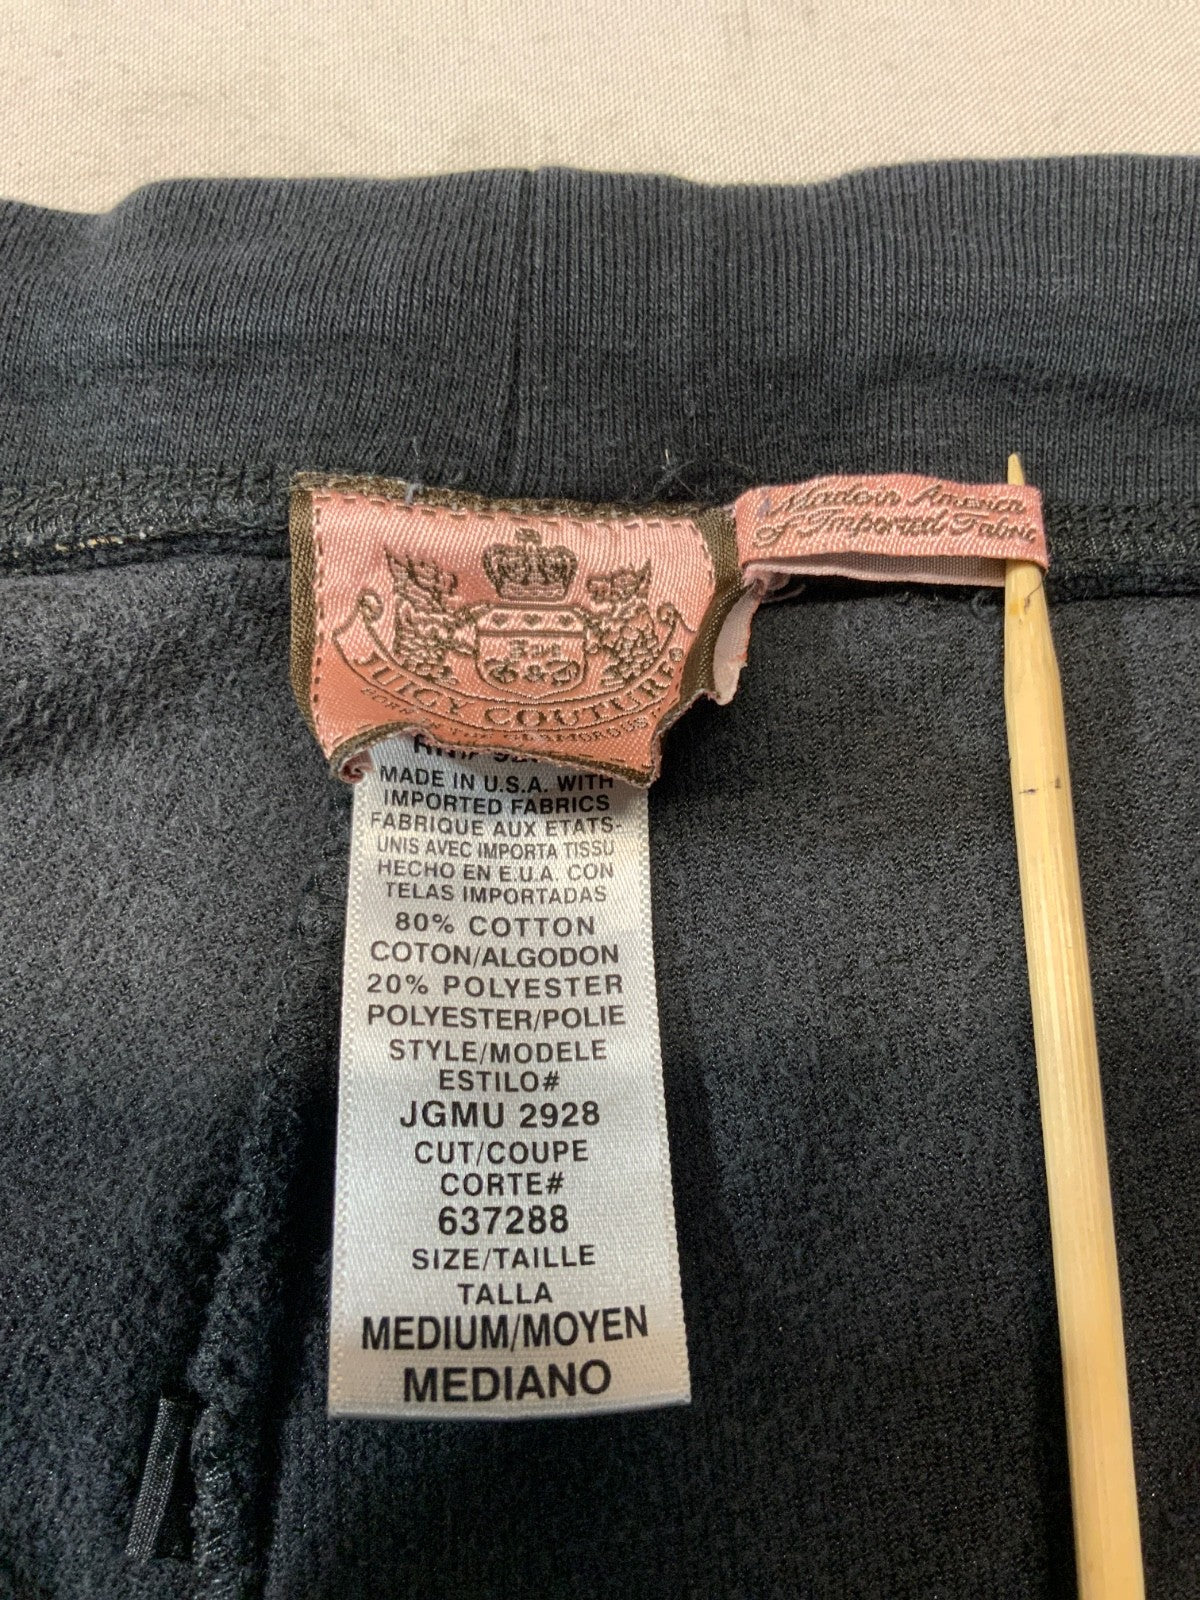 Made in America
of Imported Fabric
JUICY COUTURE®
MADE IN U.S.A. WITH
IMPORTED FABRICS
FABRIQUE AUX ETATS-
UNIS AVEC IMPORTA TISSU
HECHO EN E.U.A. CON
TELAS IMPORTADAS
80% COTTON
COTON/ALGODON
20% POLYESTER
POLYESTER/POLIE
STYLE/MODELE
ESTILO#
JGMU 2928
CUT/COUPE
CORTE#
637288
SIZE/TAILLE
TALLA
MEDIUM/MOYEN
MEDIANO